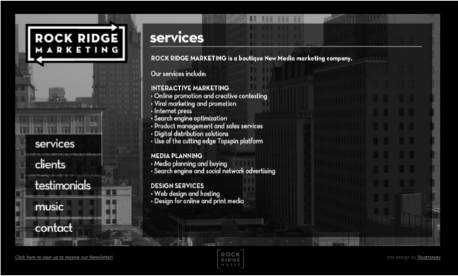 ROCK RIDGE
MARKETING
services
ROCK RIDGE MARKETING is a boutique New Media marketing company.
Our services include:
INTERACTIVE MARKETING
• Online promotion and creative contesting
• Viral marketing and promotion
• Internet press
• Search engine optimization
• Product management and sales services
• Digital distribution solutions
• Use of the cutting edge Topspin platform
MEDIA PLANNING
• Media planning and buying
• Search engine and social network advertising
DESIGN SERVICES
• Web design and hosting
• Design for online and print media
services
clients
testimonials
music
contact
Click here to sign up to receive our Newsletter!
ROCK
RIDGE
MUSIC
site design by